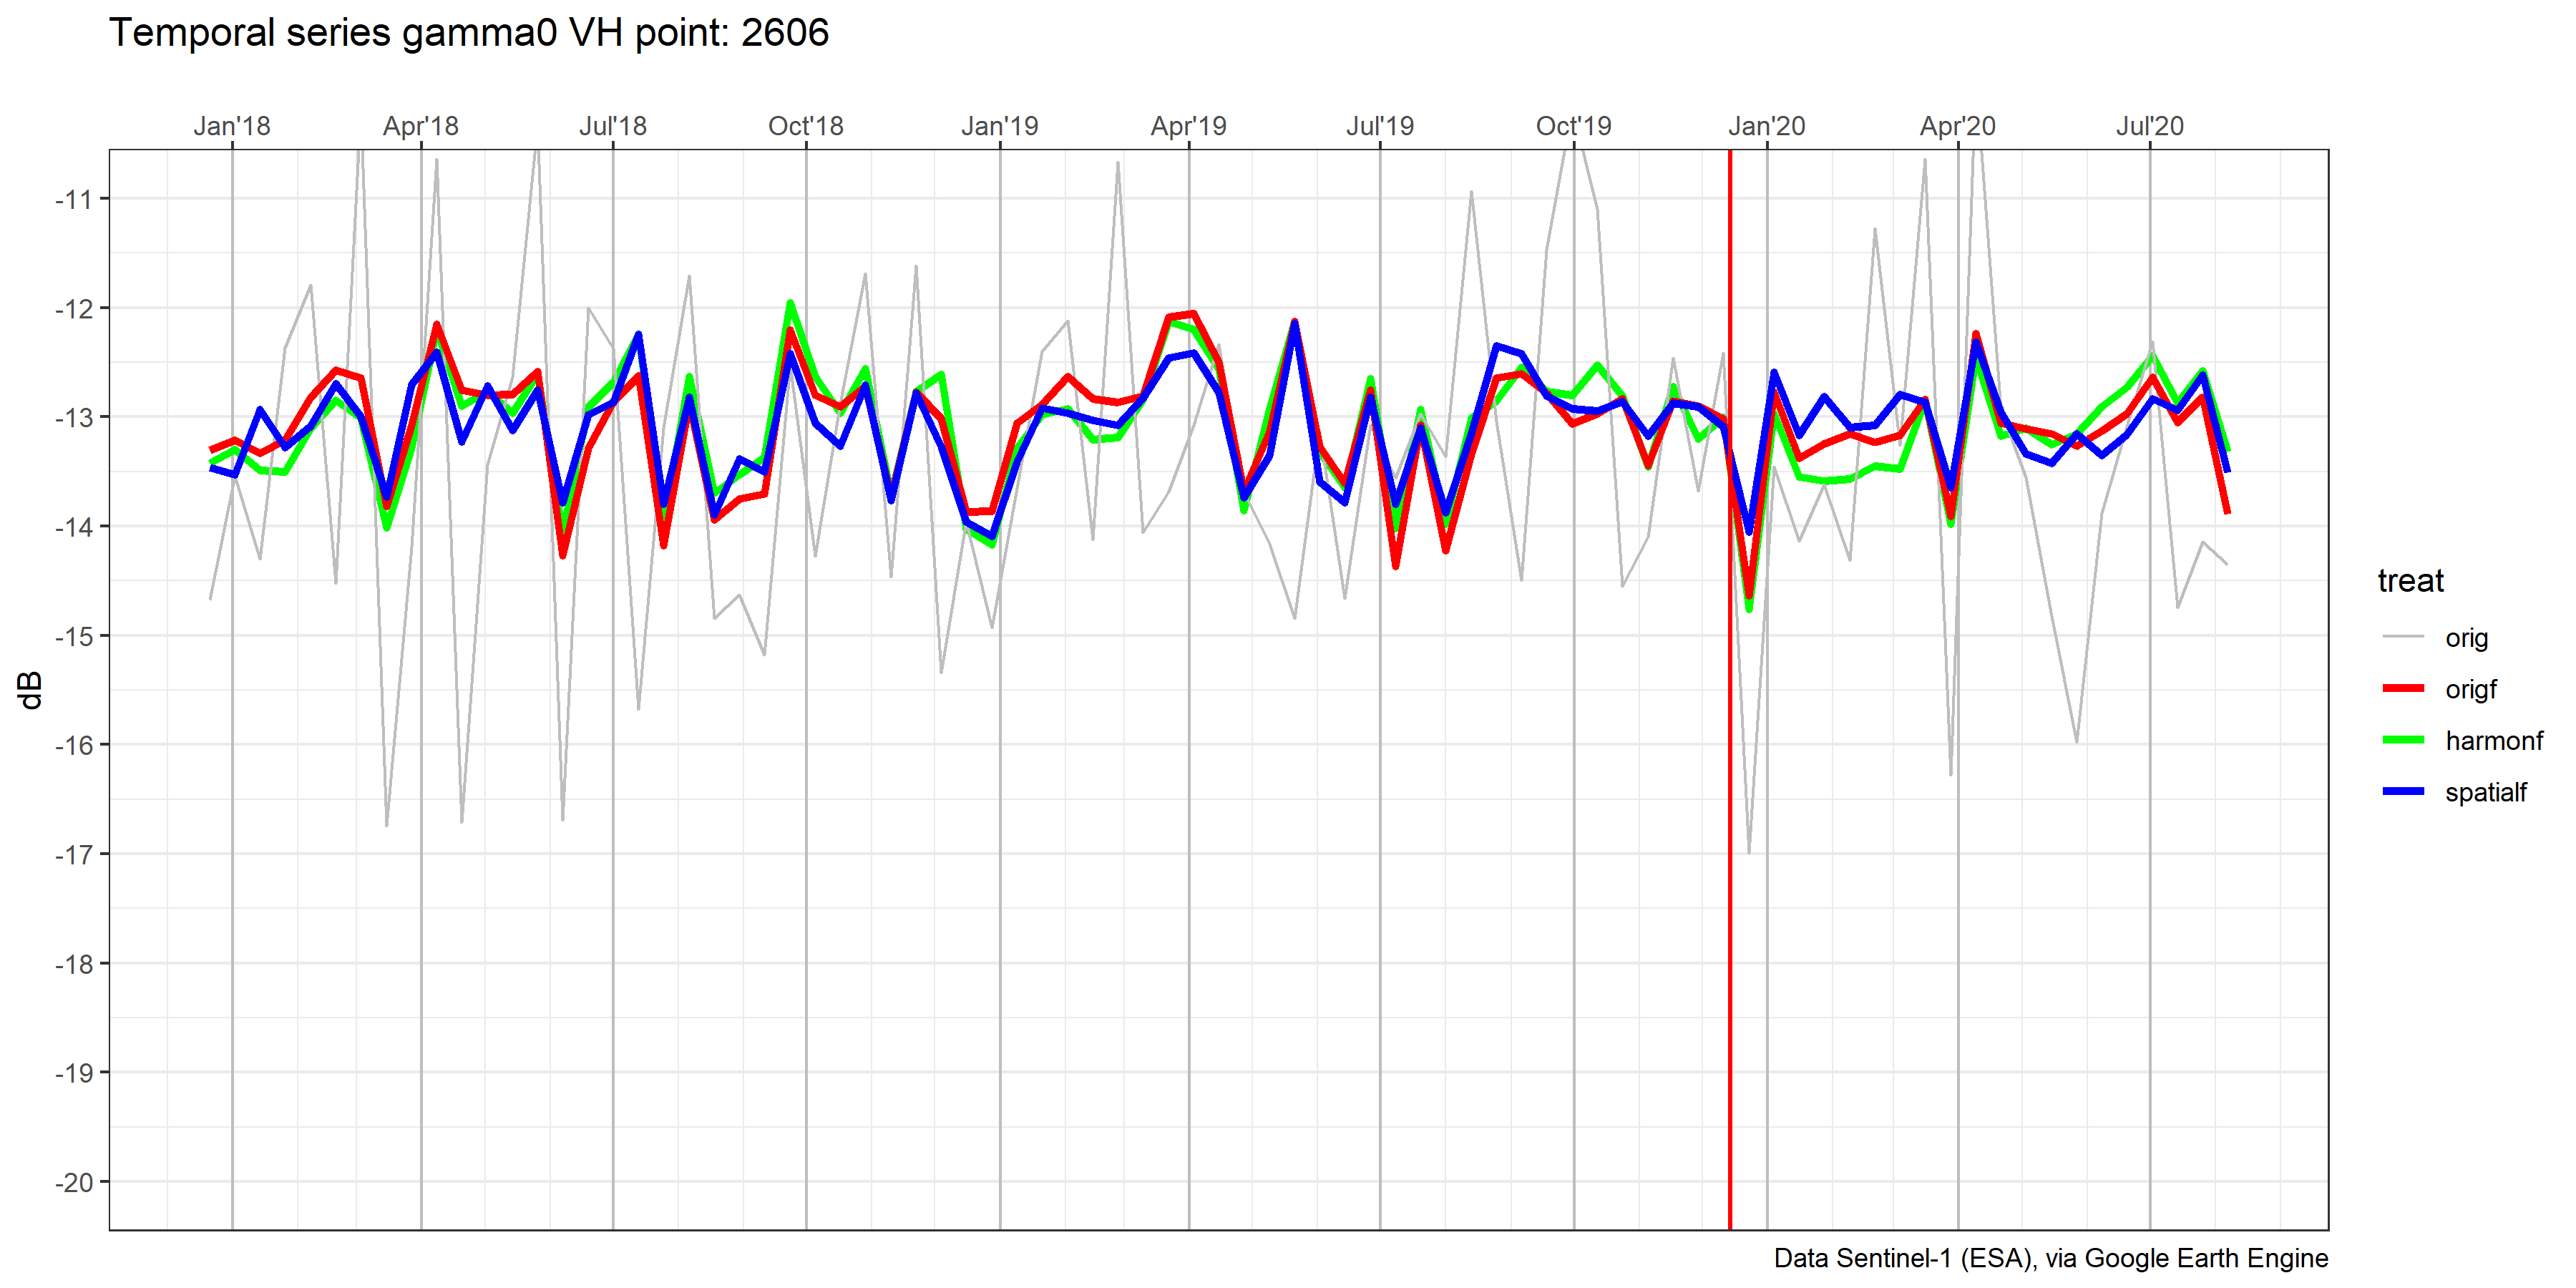 Temporal series gamma0 VH point: 2606
Jan'18 Apr'18 Jul'18 Oct'18 Jan'19 Apr'19 Jul'19 Oct'19 Jan'20 Apr'20 Jul'20
-11
-12
-13
-14
-15
-16
-17
-18
-19
-20
dB
treat
orig
origf
harmonf
spatialf
Data Sentinel-1 (ESA), via Google Earth Engine